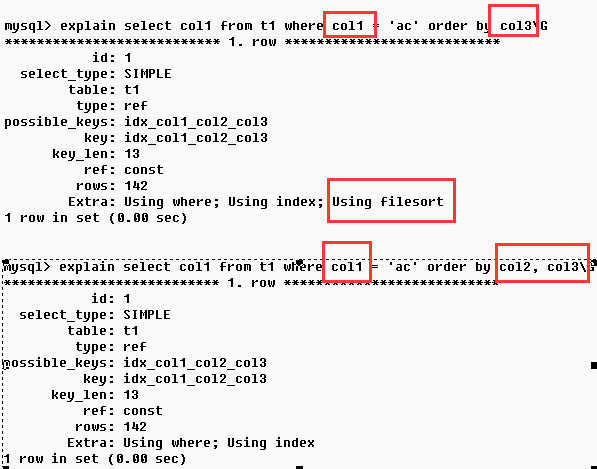 mysql> explain select col1 from t1 where col1 = 'ac' order by col3\G
*************************** 1. row ***************************
id: 1
select_type: SIMPLE
table: t1
type: ref
possible_keys: idx_col1_col2_col3
key: idx_col1_col2_col3
key_len: 13
ref: const
rows: 142
Extra: Using where; Using index; Using filesort
1 row in set (0.00 sec)
mysql> explain select col1 from t1 where col1 = 'ac' order by col2, col3\G
*************************** 1. row ***************************
id: 1
select_type: SIMPLE
table: t1
type: ref
possible_keys: idx_col1_col2_col3
key: idx_col1_col2_col3
key_len: 13
ref: const
rows: 142
Extra: Using where; Using index
1 row in set (0.00 sec)